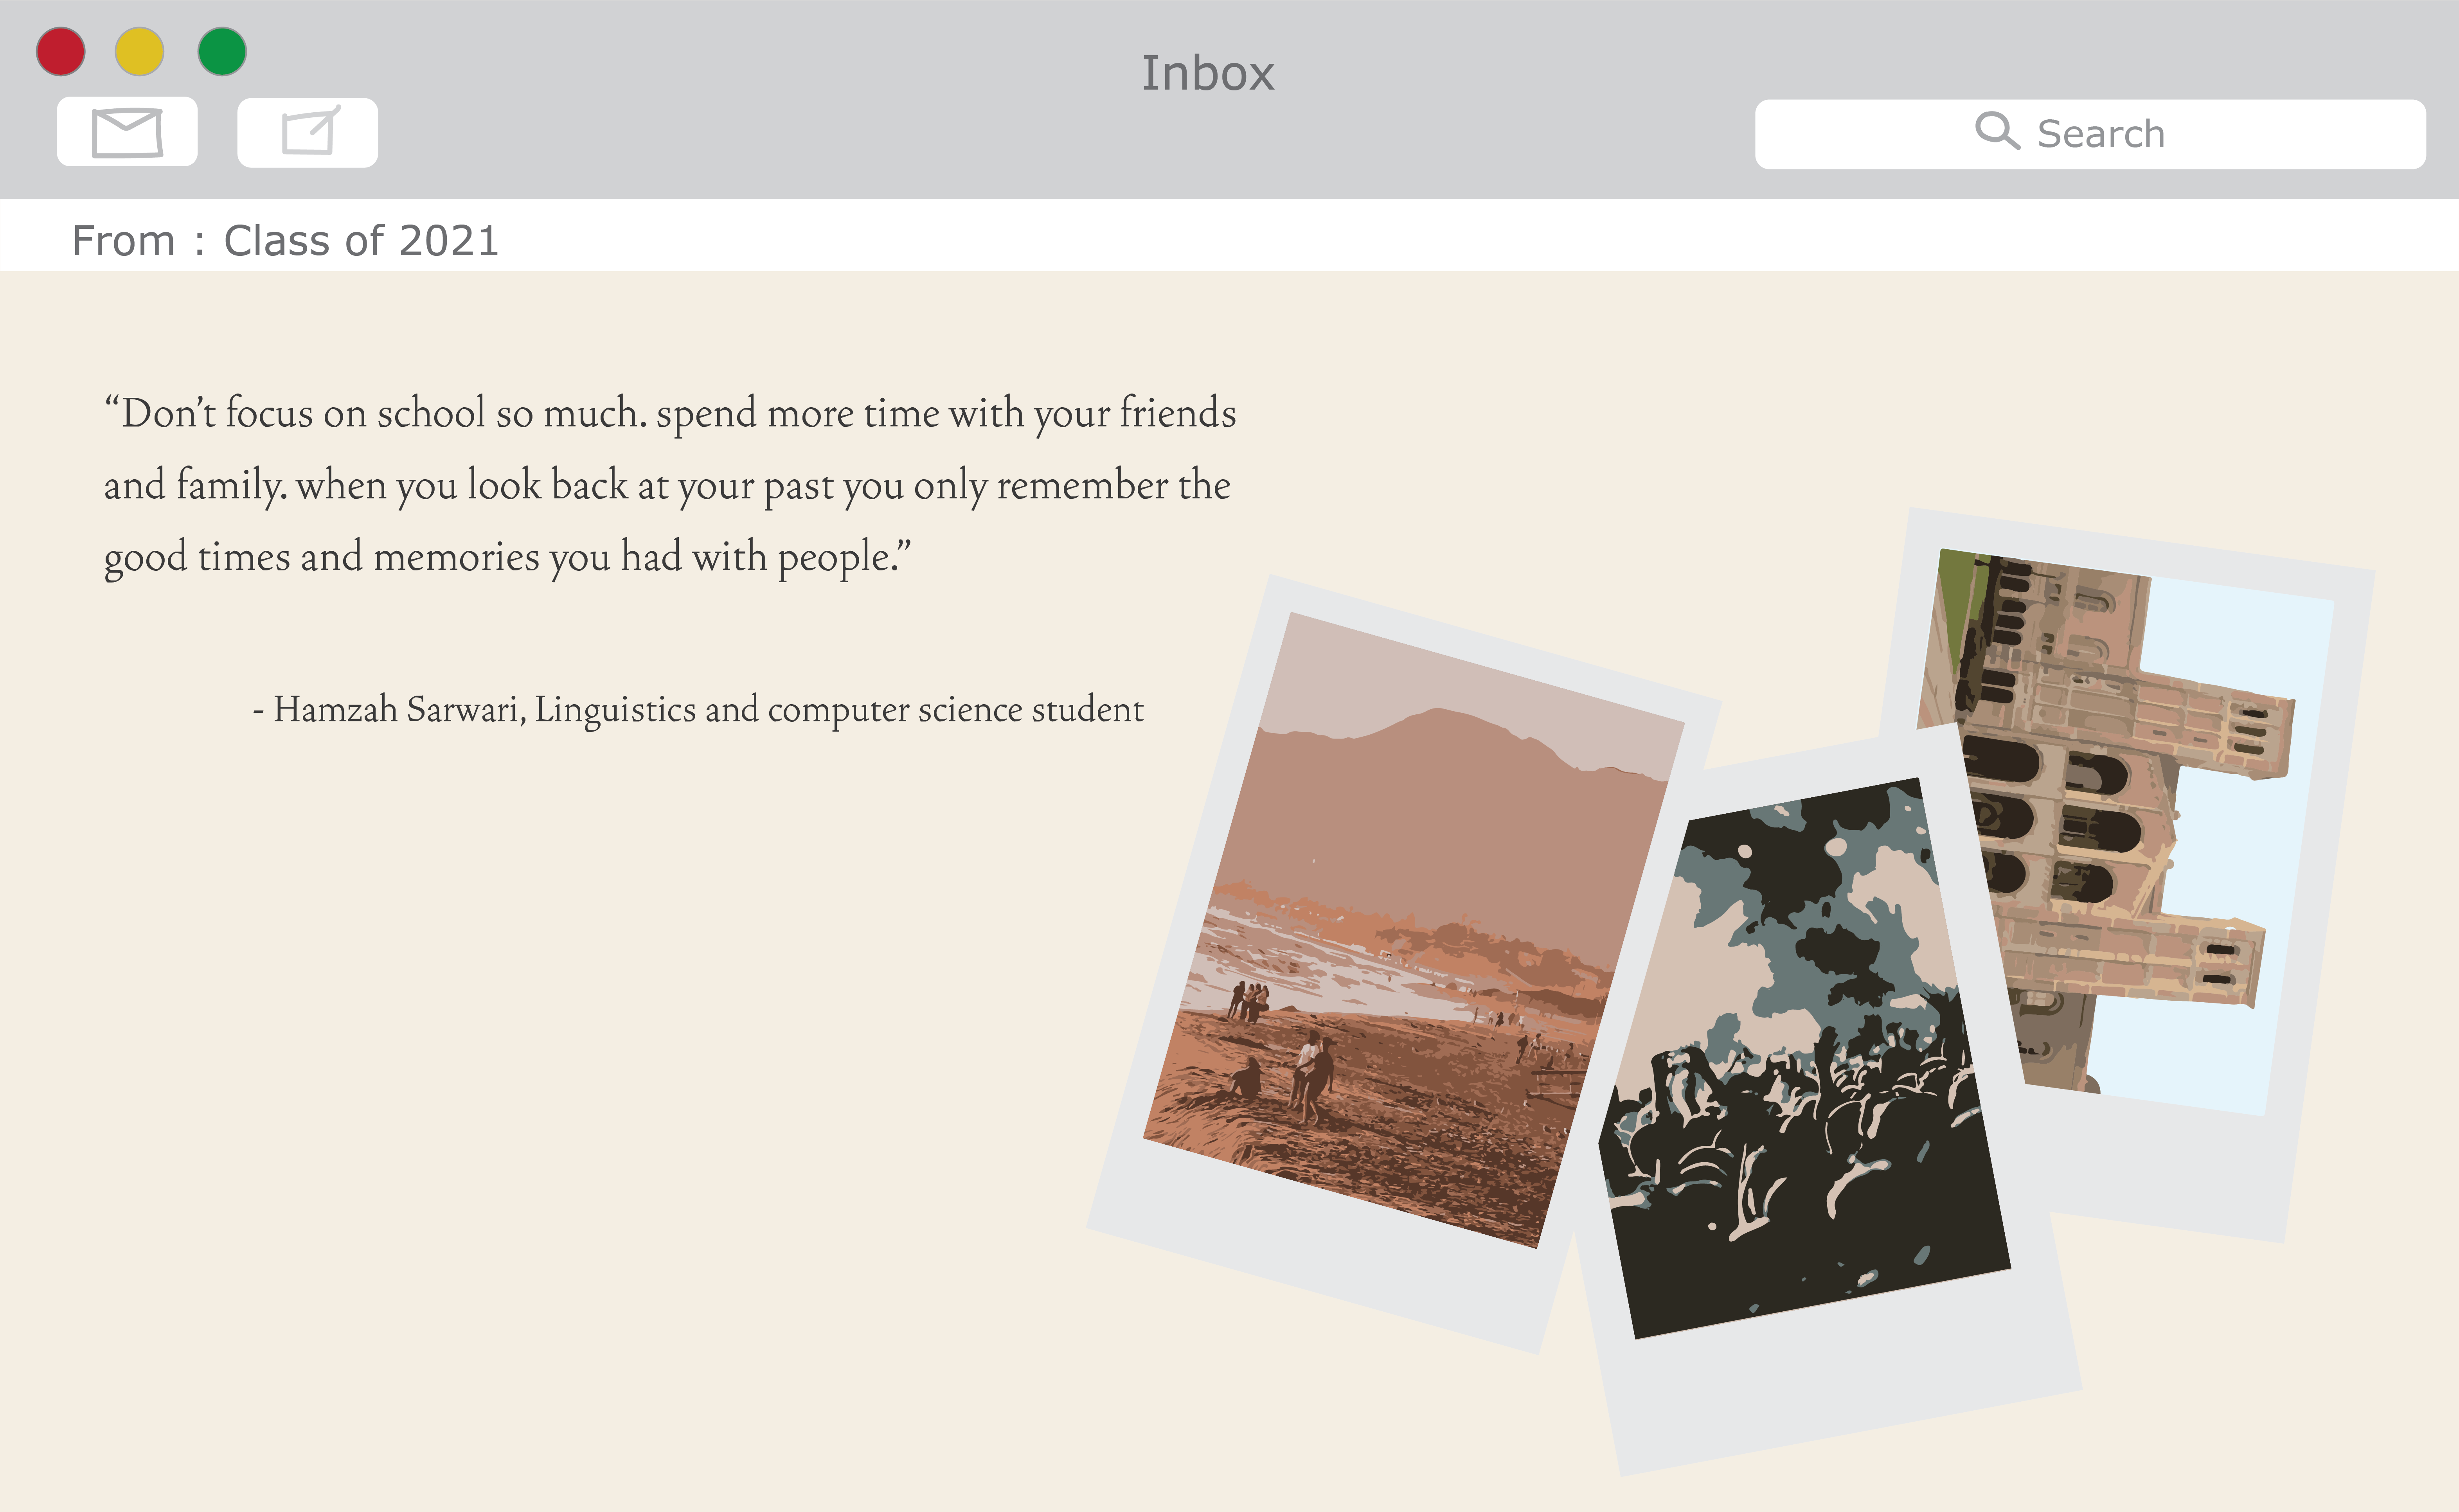 Inbox
Search
From : Class of 2021
“Don’t focus on school so much. spend more time with your friends
and family. when you look back at your past you only remember the
good times and memories you had with people.”
- Hamzah Sarwari, Linguistics and computer science student